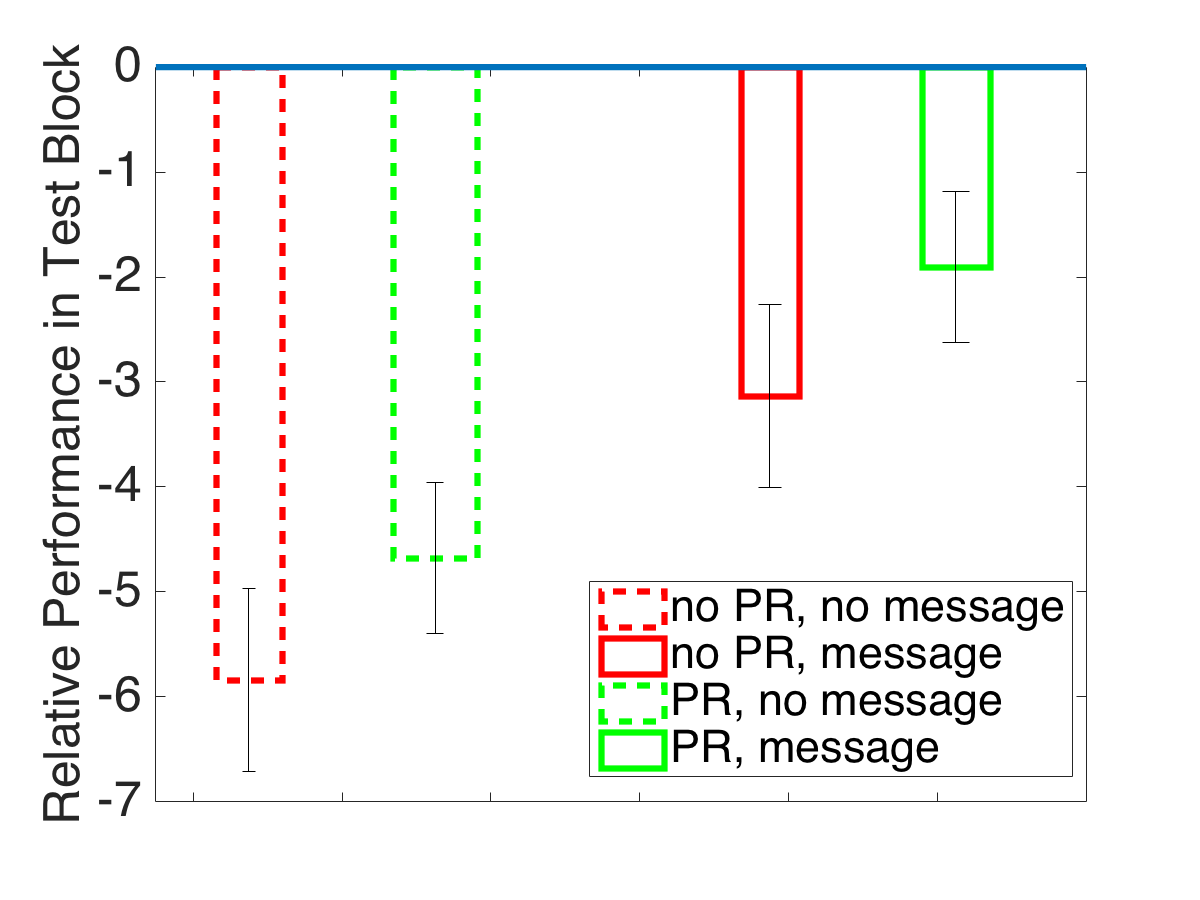 Relative Performance in Test Block
0
-1
-2
-3
-4
-5
-6
-7
no PR, no message
no PR, message
PR, no message
PR, message